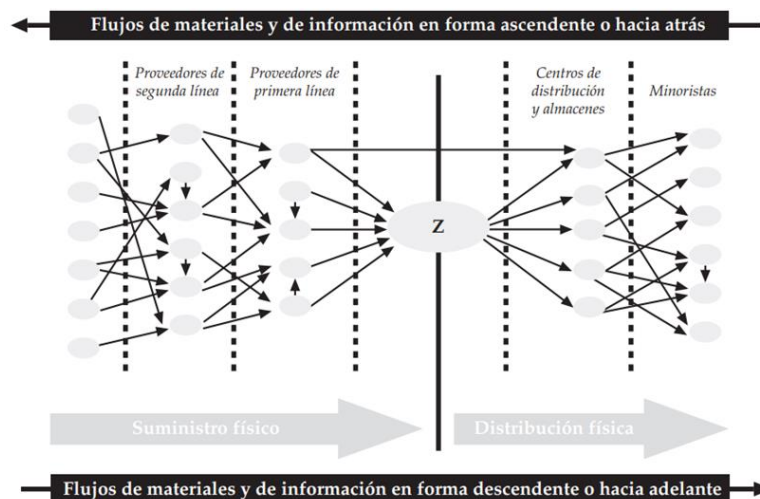 Flujos de materiales y de información en forma ascendente o hacia atrás
Proveedores de
segunda línea
Proveedores de
primera línea
Centros de
distribución
y almacenes
Minoristas
Z
Suministro físico
Distribución física
Flujos de materiales y de información en forma descendente o hacia adelante